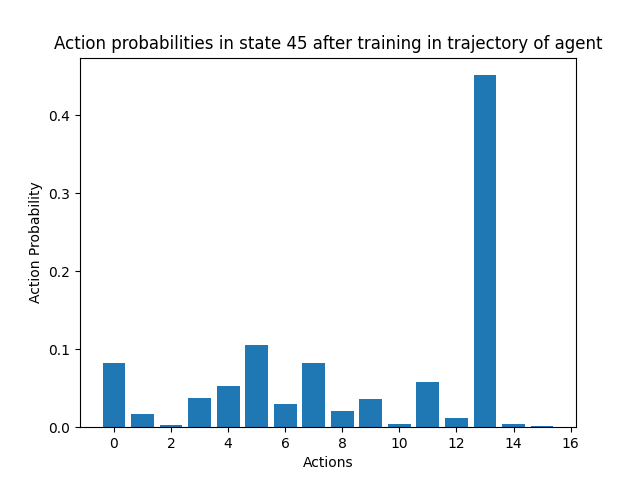 Action probabilities in state 45 after training in trajectory of agent
Action Probability
0.4
0.3
0.2
0.1
0.0
0 2 4 6 8 10 12 14 16
Actions